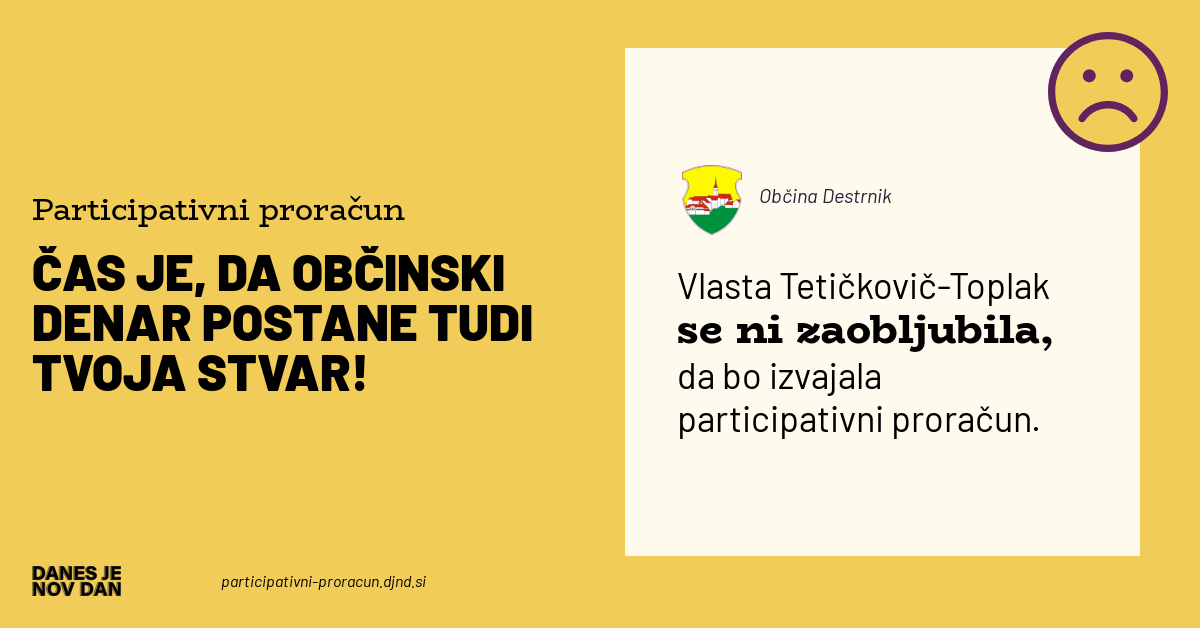 Participativni proračun
ČAS JE, DA OBČINSKI
DENAR POSTANE TUDI
TVOJA STVAR!
DANES JE
NOV DAN
participativni-proracun.djnd.si
Občina Destrnik
Vlasta Tetičkovič-Toplak
se ni zaobljubila,
da bo izvajala
participativni proračun.